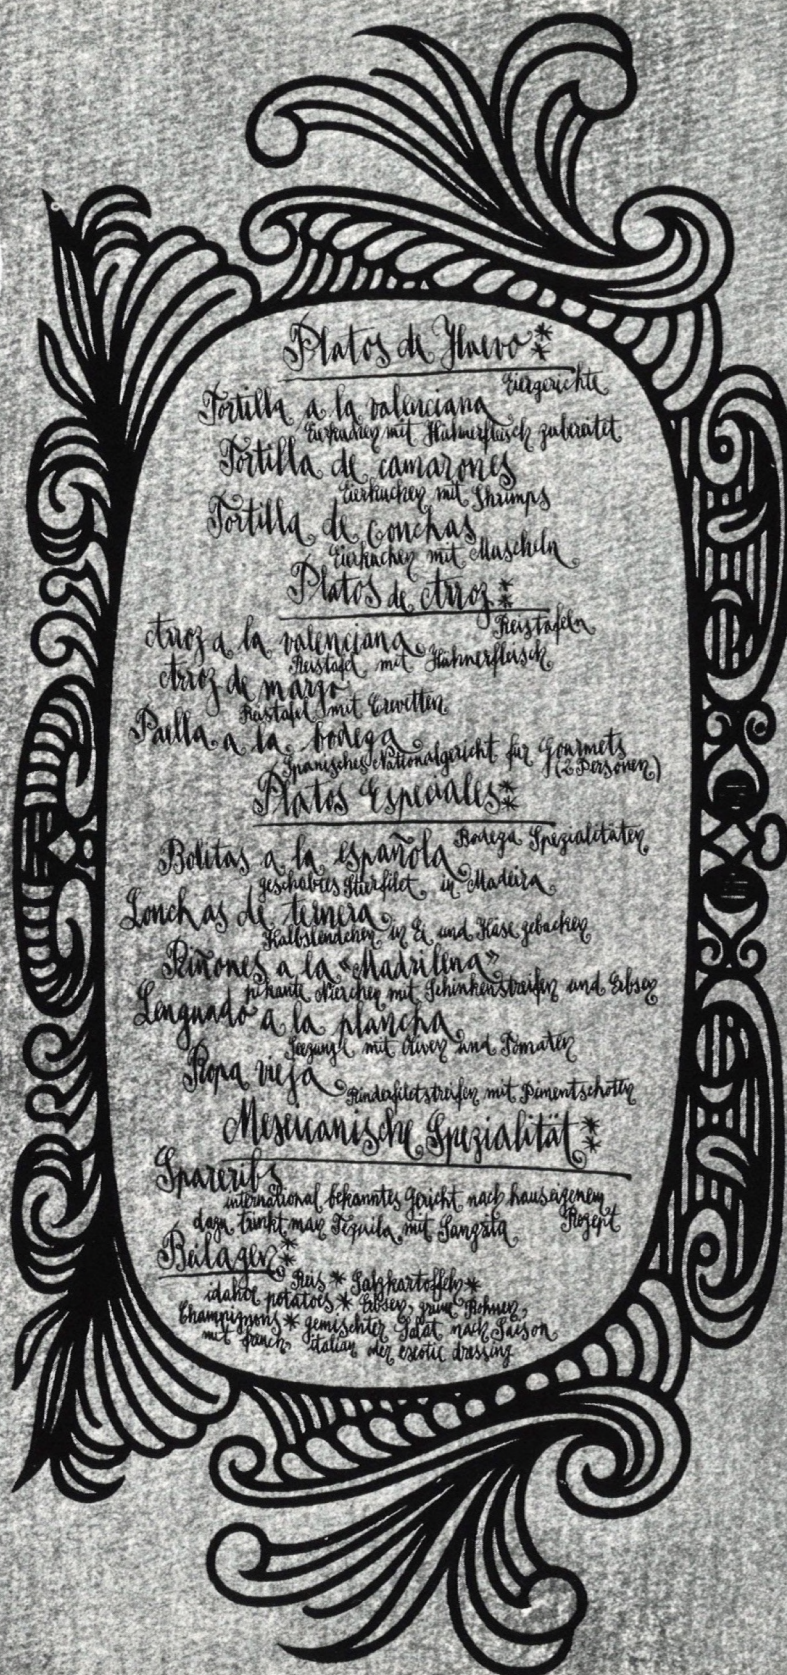 Platos de Huevo**
Eiergerichte
Tortilla a la valenciana
Eierkuchen mit Hühnerfleisch zubereitet
Tortilla de camarones
Eierkuchen mit Shrimps
Tortilla de conchas
Eierkuchen mit Muscheln
Platos de Arroz**
Reistafeln
Arroz a la valenciana
Reistafel mit Hühnerfleisch
Arroz de marjo
Reistafel mit Crevetten
Paella a la bodega
Spanisches Nationalgericht für Gourmets
(2 Personen)
Platos Especiales**
Bodega Spezialitäten
Bolitas a la española
geschabtes Stierfilet in Madeira
Lonchas de ternera
Kalbslendchen in Ei und Käse gebacken
Riñones a la «Madrilena»
pikante Nierchen mit Schinkenstreifen und Erbsen
Lenguado a la plancha
Seezunge mit Oliven und Tomaten
Ropa vieja
Rinderfiletstreifen mit Pimentschoten
Mexicanische Spezialität**
Spareribs
international bekanntes Gericht nach hauseigenem
Rezept
dazu trinkt man Tequila mit Sangrita
Beilagen**
Reis * Salzkartoffeln *
idahoe potatoes * Erbsen, grüne Bohnen,
Champignons * gemischter Salat nach Saison
mit french, italian oder exotic dressing